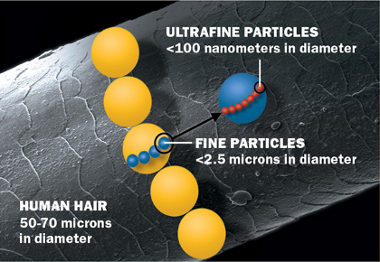 ULTRAFINE PARTICLES
<100 nanometers in diameter
FINE PARTICLES
<2.5 microns in diameter
HUMAN HAIR
50-70 microns
in diameter